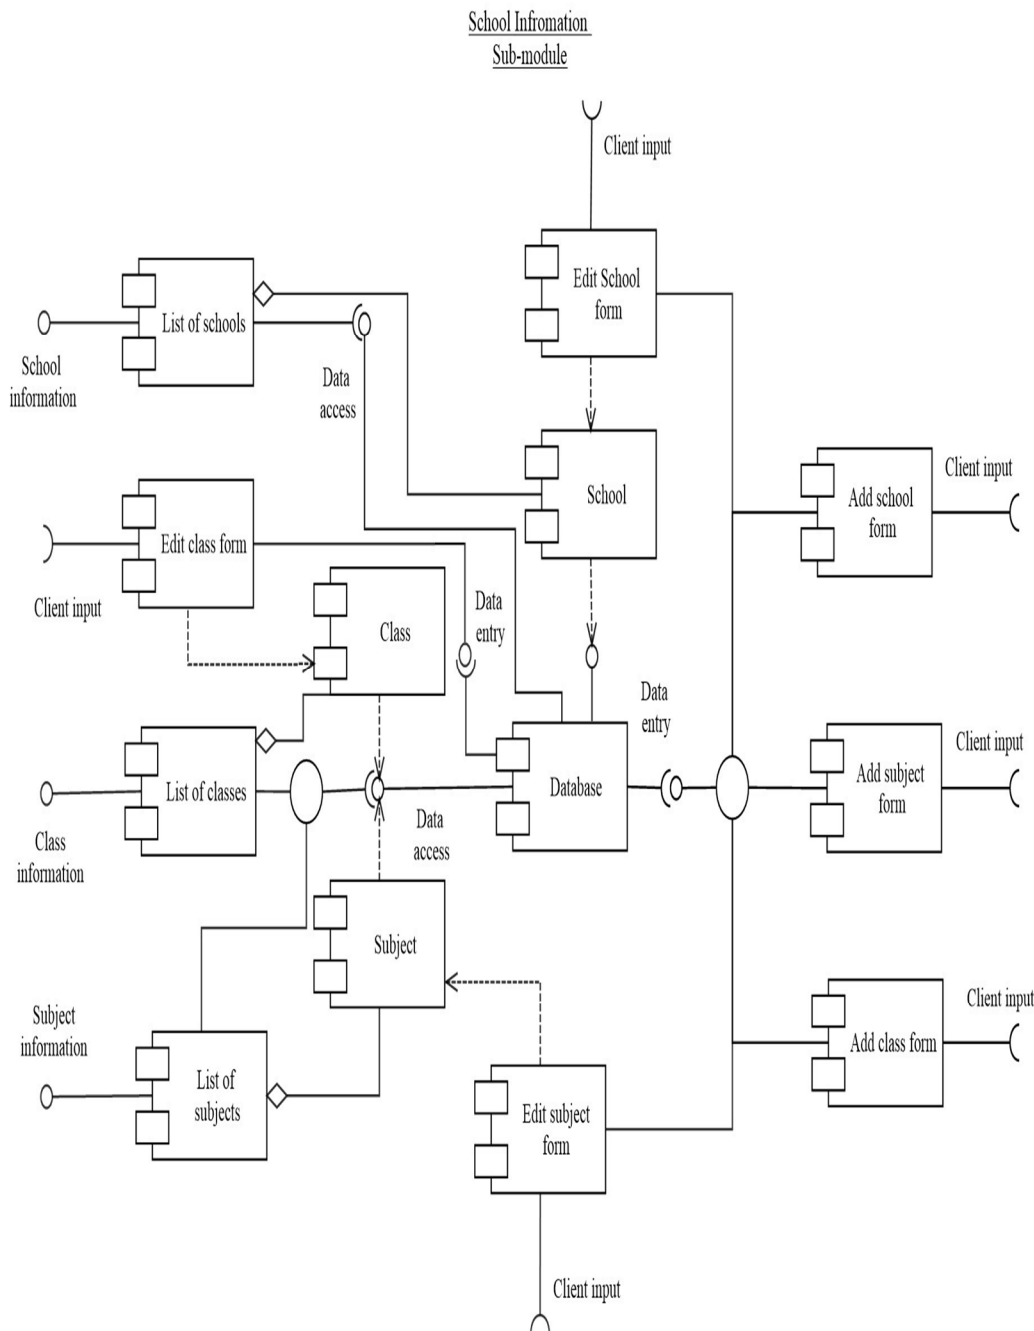 School Infromation
Sub-module
Client input
Edit School
form
List of schools
School
information
Data
access
School
Client input
Add school
form
Edit class form
Client input
Class
Data
entry
Data
entry
Client input
Add subject
form
List of classes
Database
Class
information
Data
access
Subject
Subject
information
Client input
Add class form
List of
subjects
Edit subject
form
Client input